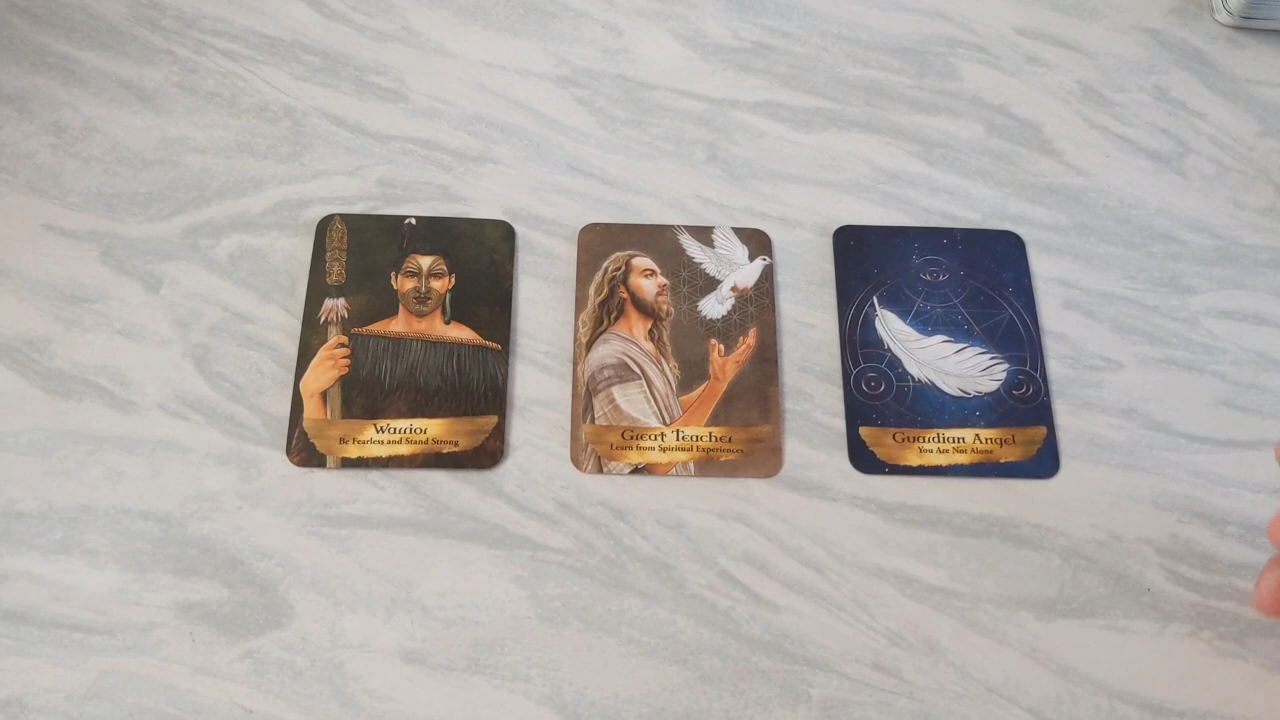 Warrior
Be Fearless and Stand Strong
Great Teacher
Learn from Spiritual Experiences
Guardian Angel
You Are Not Alone